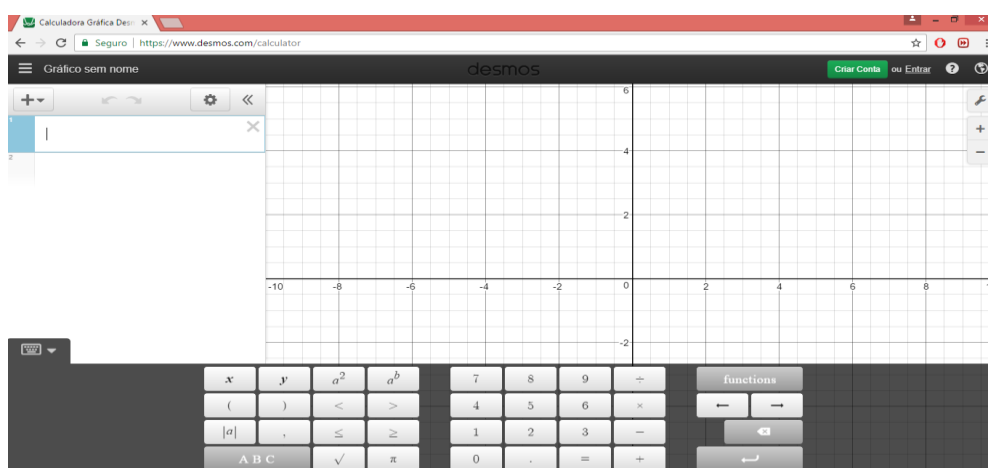 Calculadora Gráfica Desm
Seguro | https://www.desmos.com/calculator
Gráfico sem nome
desmos
Criar Conta ou Entrar ?
1
2
6
4
2
-10 -8 -6 -4 -2 0 2 4 6 8
-2
x y a² aᵇ 7 8 9 ÷ functions
( ) < > 4 5 6 × ← →
|a| , ≤ ≥ 1 2 3 −
A B C √ π 0 . = +